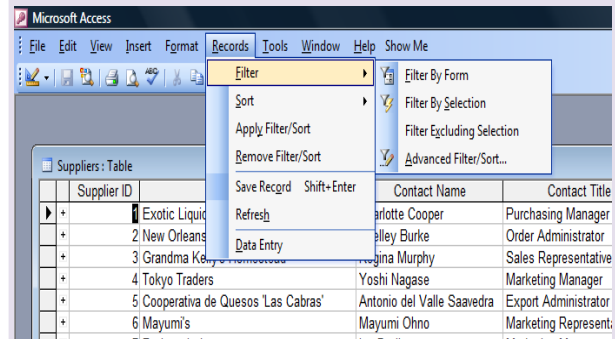 Microsoft Access
File Edit View Insert Format Records Tools Window Help Show Me
Filter
Sort
Apply Filter/Sort
Remove Filter/Sort
Save Record Shift+Enter
Refresh
Data Entry
Filter By Form
Filter By Selection
Filter Excluding Selection
Advanced Filter/Sort...
Suppliers : Table
Supplier ID Contact Name Contact Title
1 Exotic Liquid arlotte Cooper Purchasing Manager
2 New Orleans elley Burke Order Administrator
3 Grandma Kelly's Homestead Regina Murphy Sales Representative
4 Tokyo Traders Yoshi Nagase Marketing Manager
5 Cooperativa de Quesos 'Las Cabras' Antonio del Valle Saavedra Export Administrator
6 Mayumi's Mayumi Ohno Marketing Representa